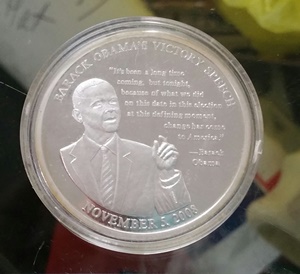 BARACK OBAMA'S VICTORY SPEECH
"It's been a long time
coming, but tonight,
because of what we did
on this date in this election
at this defining moment,
change has come
to America."
—Barack
Obama
NOVEMBER 2008